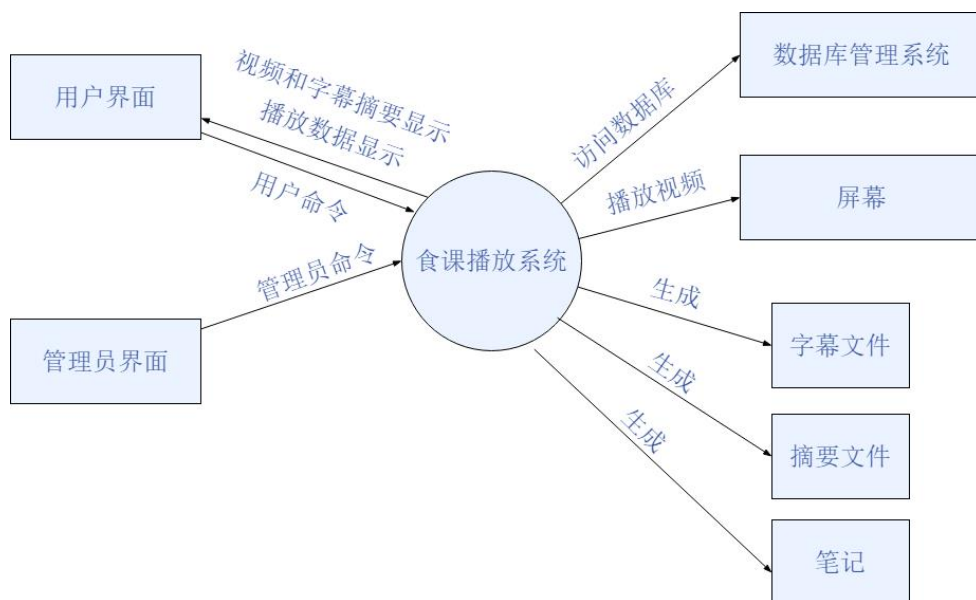 用户界面
视频和字幕摘要显示
播放数据显示
用户命令
管理员命令
管理员界面
食课播放系统
访问数据库
播放视频
生成
生成
生成
数据库管理系统
屏幕
字幕文件
摘要文件
笔记